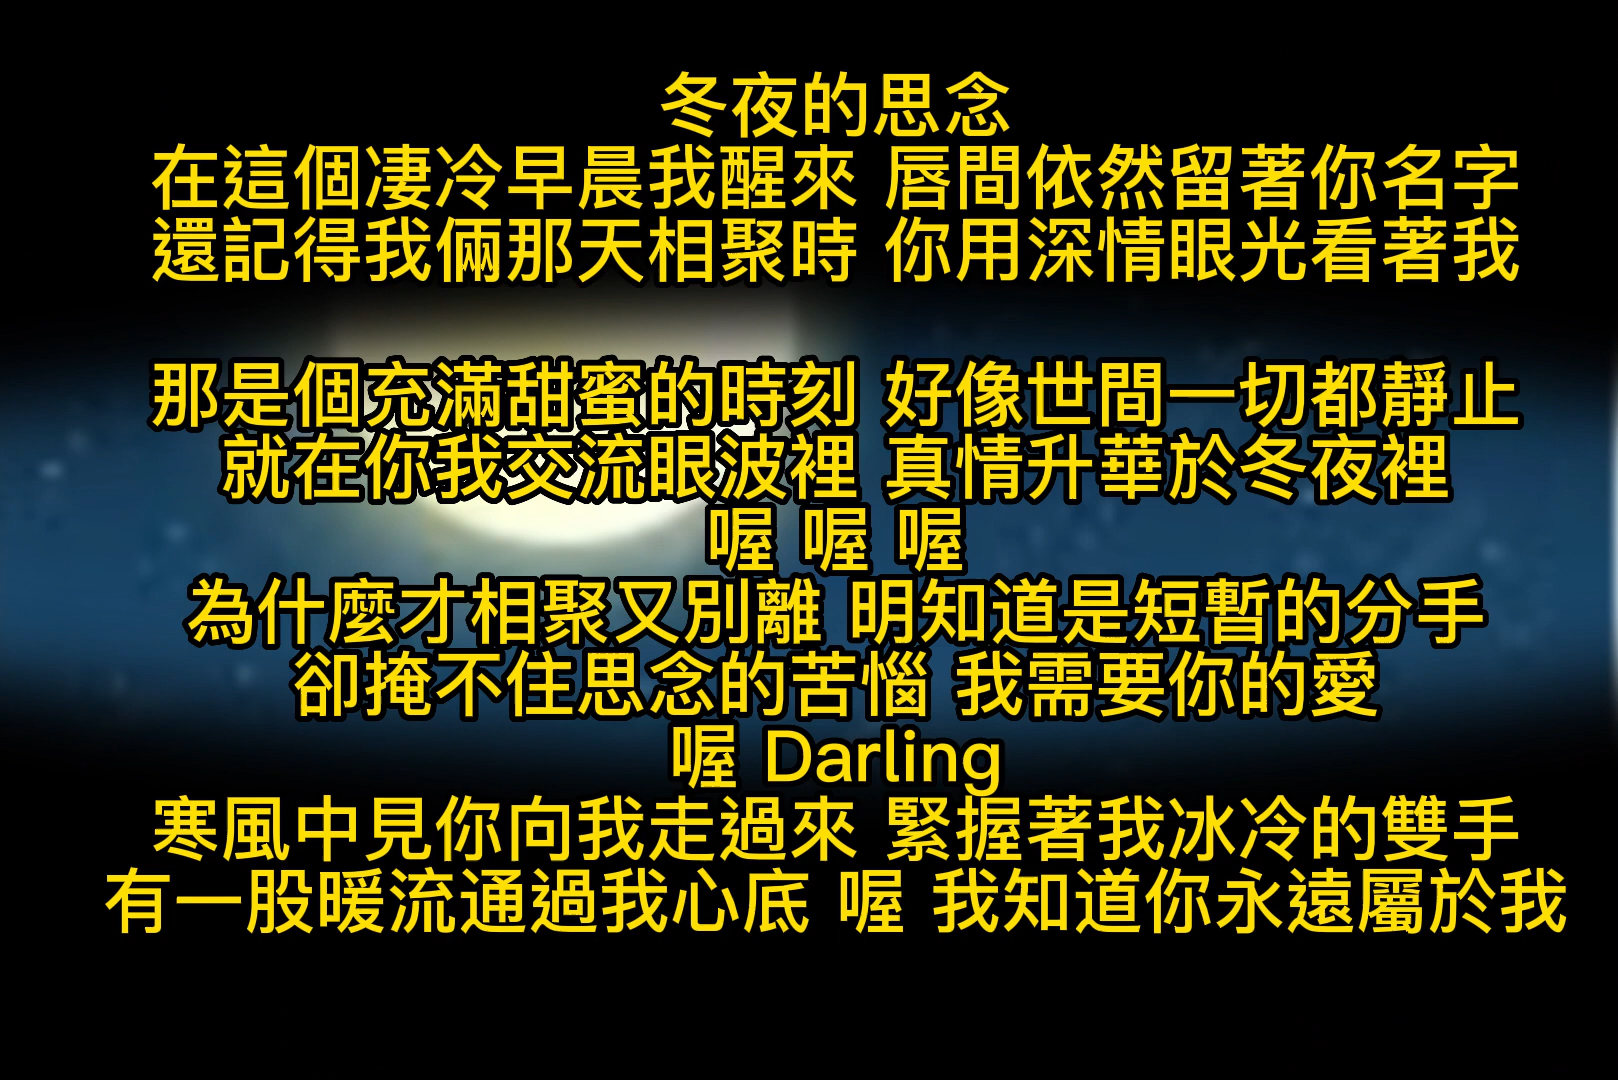 冬夜的思念
在這個凄冷早晨我醒來 唇間依然留著你名字
還記得我倆那天相聚時 你用深情眼光看著我
那是個充滿甜蜜的時刻 好像世間一切都靜止
就在你我交流眼波裡 真情升華於冬夜裡
喔 喔 喔
為什麼才相聚又別離 明知道是短暫的分手
卻掩不住思念的苦惱 我需要你的愛
喔 Darling
寒風中見你向我走過來 緊握著我冰冷的雙手
有一股暖流通過我心底 喔 我知道你永遠屬於我